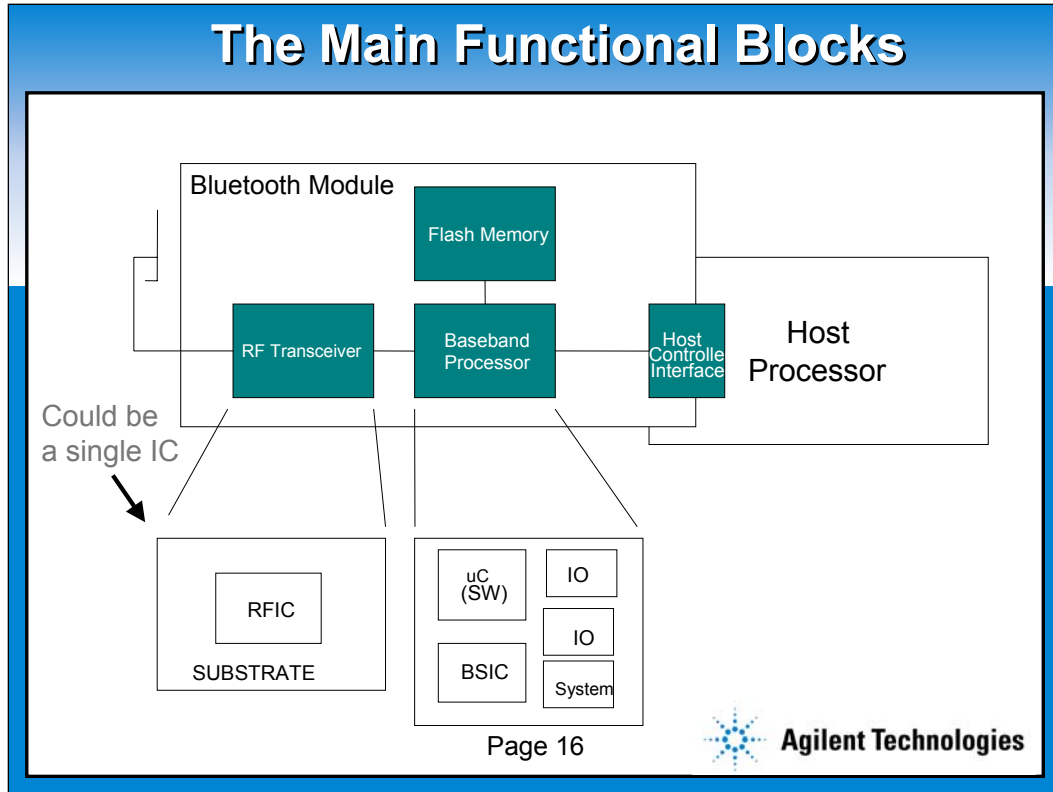 The Main Functional Blocks
Bluetooth Module
Flash Memory
RF Transceiver
Baseband
Processor
Host
Controlle
Interface
Host
Processor
Could be
a single IC
RFIC
SUBSTRATE
uC
(SW)
IO
IO
BSIC
System
Page 16
Agilent Technologies